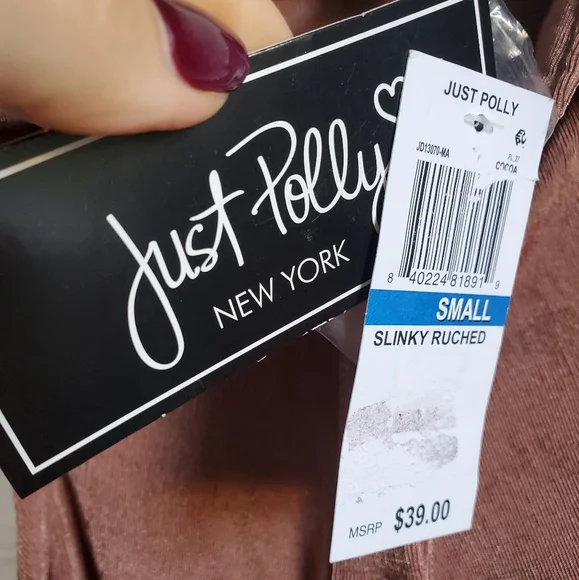 Just Polly
NEW YORK
JUST POLLY
JD13070-MA
FL_27
COCOA
8 40224 81891 9
SMALL
SLINKY RUCHED
MSRP $39.00